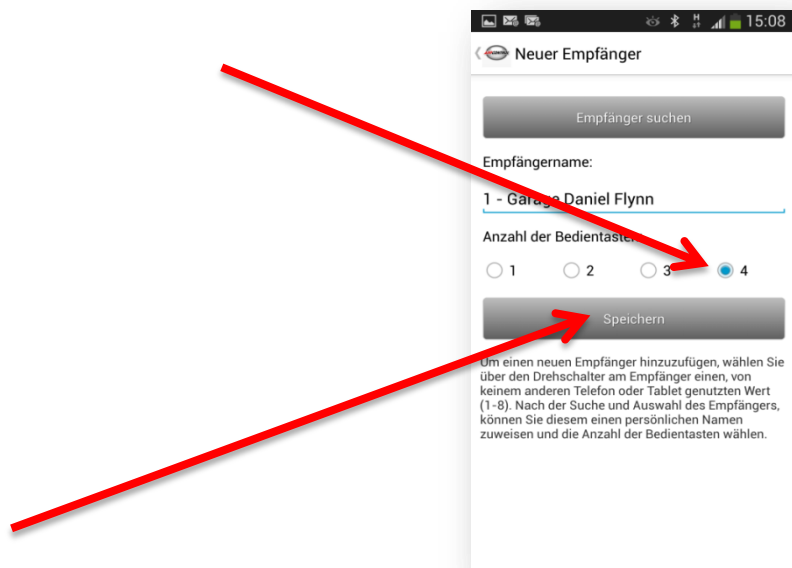 15:08
Neuer Empfänger
Empfänger suchen
Empfängername:
1 - Garage Daniel Flynn
Anzahl der Bedientasten
1 2 3 4
Speichern
Um einen neuen Empfänger hinzuzufügen, wählen Sie
über den Drehschalter am Empfänger einen, von
keinem anderen Telefon oder Tablet genutzten Wert
(1-8). Nach der Suche und Auswahl des Empfängers,
können Sie diesem einen persönlichen Namen
zuweisen und die Anzahl der Bedientasten wählen.